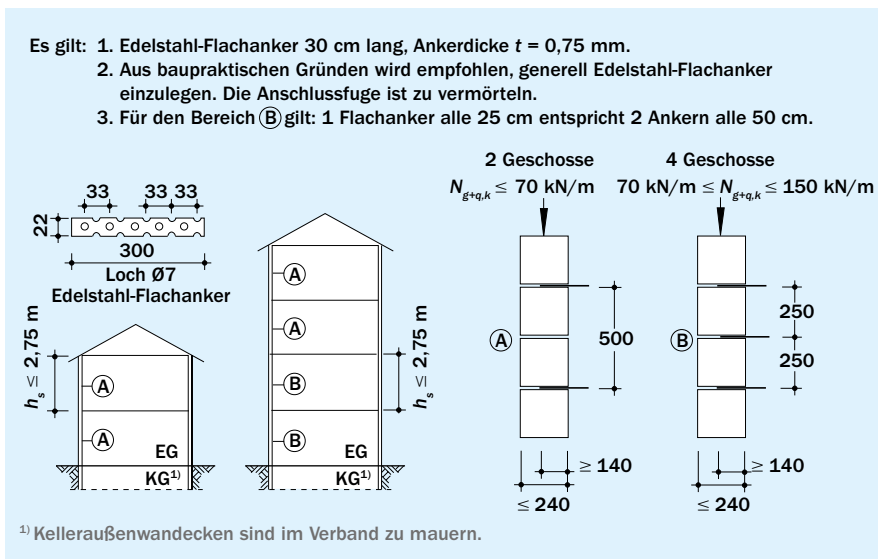 Es gilt: 1. Edelstahl-Flachanker 30 cm lang, Ankerdicke t = 0,75 mm.
2. Aus baupraktischen Gründen wird empfohlen, generell Edelstahl-Flachanker
einzulegen. Die Anschlussfuge ist zu vermörteln.
3. Für den Bereich Ⓑ gilt: 1 Flachanker alle 25 cm entspricht 2 Ankern alle 50 cm.
2 Geschosse
N_{g+q,k} ≤ 70 kN/m
4 Geschosse
70 kN/m ≤ N_{g+q,k} ≤ 150 kN/m
33 33 33
22
300
Loch Ø7
Edelstahl-Flachanker
h_s ≤ 2,75 m
Ⓐ
Ⓐ
EG
KG¹⁾
Ⓐ
Ⓐ
Ⓑ
Ⓑ
EG
KG¹⁾
h_s ≤ 2,75 m
Ⓐ
500
≥ 140
≤ 240
Ⓑ
250
250
≥ 140
≤ 240
¹⁾ Kelleraußenwandecken sind im Verband zu mauern.